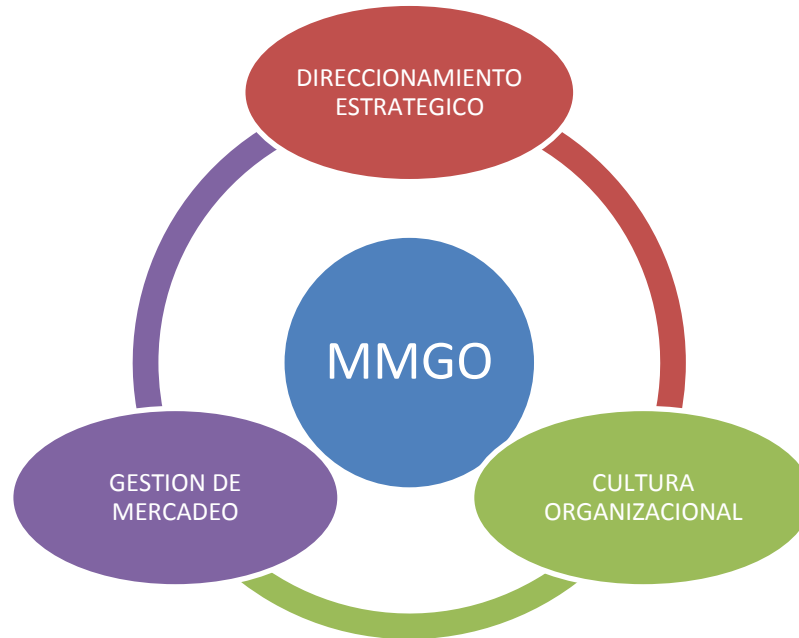 DIRECCIONAMIENTO
ESTRATEGICO
MMGO
GESTION DE
MERCADEO
CULTURA
ORGANIZACIONAL